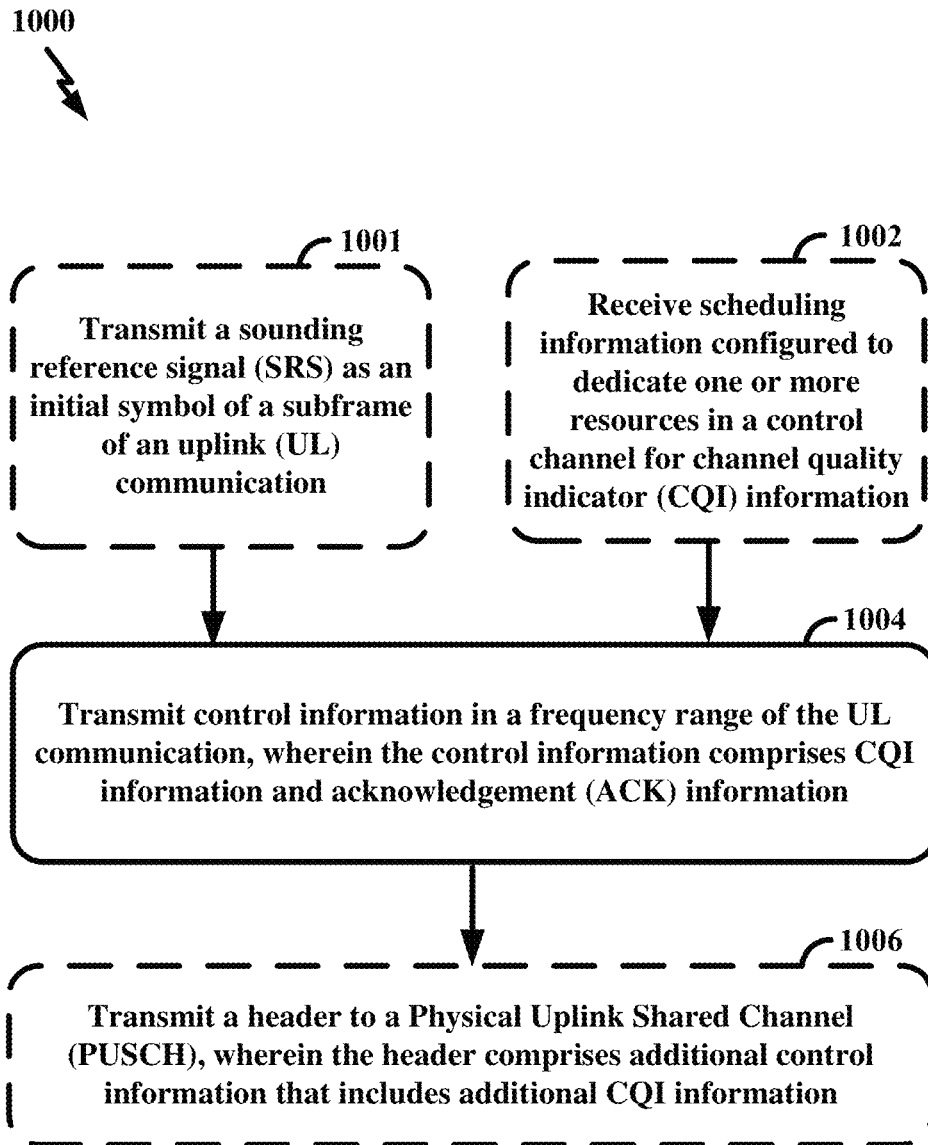 1000
1001
Transmit a sounding
reference signal (SRS) as an
initial symbol of a subframe
of an uplink (UL)
communication
1002
Receive scheduling
information configured to
dedicate one or more
resources in a control
channel for channel quality
indicator (CQI) information
1004
Transmit control information in a frequency range of the UL
communication, wherein the control information comprises CQI
information and acknowledgement (ACK) information
1006
Transmit a header to a Physical Uplink Shared Channel
(PUSCH), wherein the header comprises additional control
information that includes additional CQI information